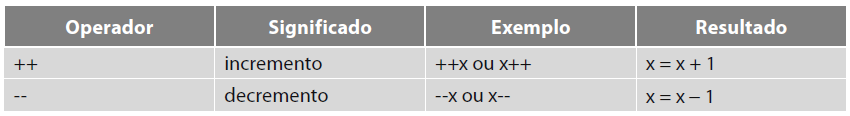 Operador Significado Exemplo Resultado
++ incremento ++x ou x++ x = x + 1
-- decremento --x ou x-- x = x – 1